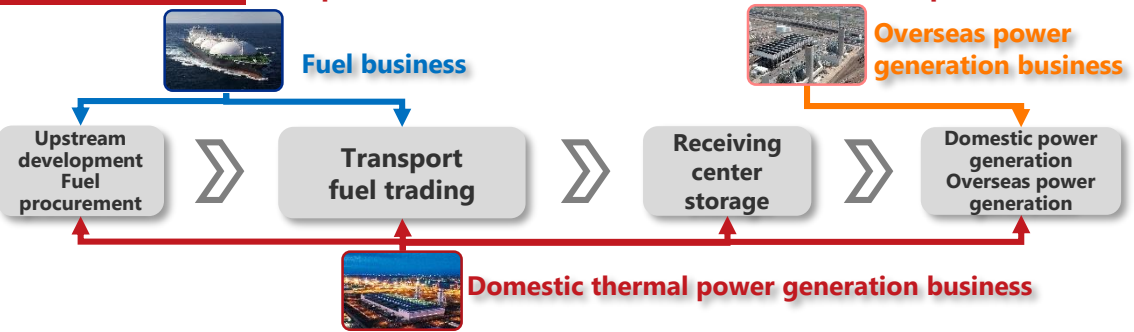 Fuel business
Overseas power
generation business
Upstream
development
Fuel
procurement
Transport
fuel trading
Receiving
center
storage
Domestic power
generation
Overseas power
generation
Domestic thermal power generation business